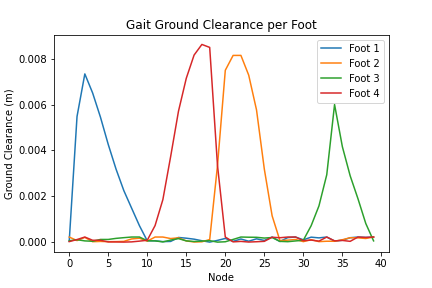 Gait Ground Clearance per Foot
Foot 1
Foot 2
Foot 3
Foot 4
Ground Clearance (m)
0.008
0.006
0.004
0.002
0.000
0 5 10 15 20 25 30 35 40
Node